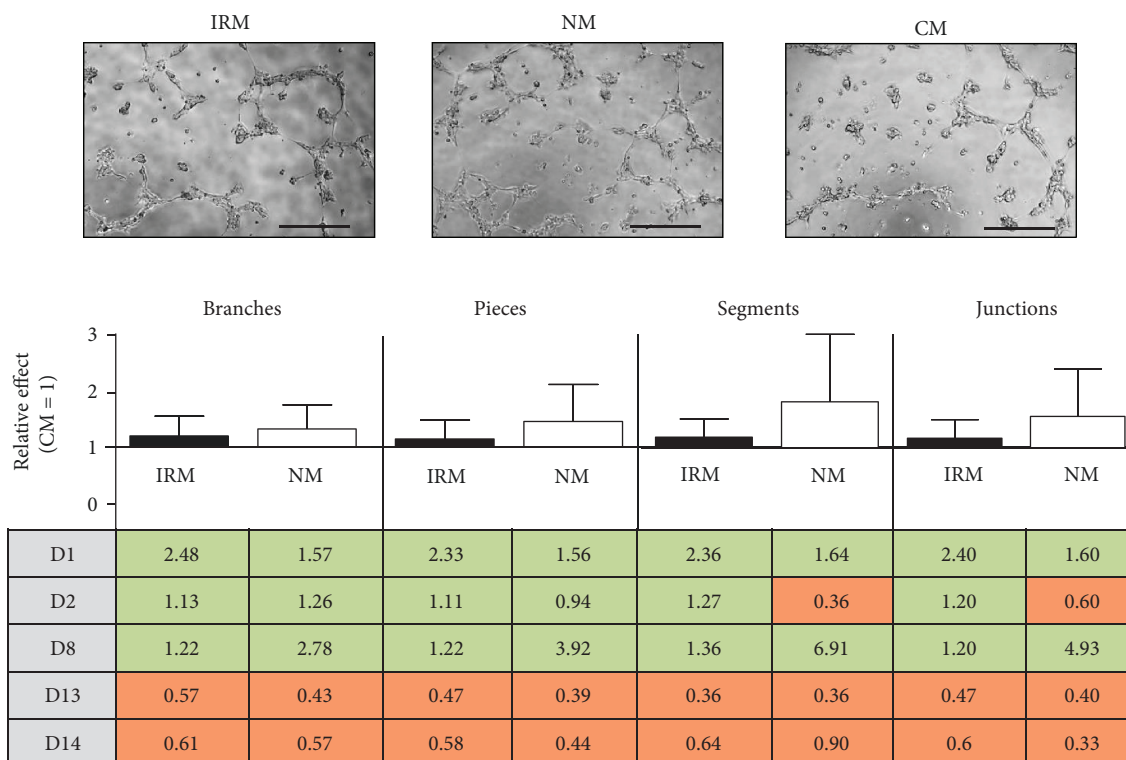 IRM NM CM
Branches Pieces Segments Junctions
Relative effect
(CM = 1)
3
2
1
0
IRM NM IRM NM IRM NM IRM NM
D1 2.48 1.57 2.33 1.56 2.36 1.64 2.40 1.60
D2 1.13 1.26 1.11 0.94 1.27 0.36 1.20 0.60
D8 1.22 2.78 1.22 3.92 1.36 6.91 1.20 4.93
D13 0.57 0.43 0.47 0.39 0.36 0.36 0.47 0.40
D14 0.61 0.57 0.58 0.44 0.64 0.90 0.6 0.33